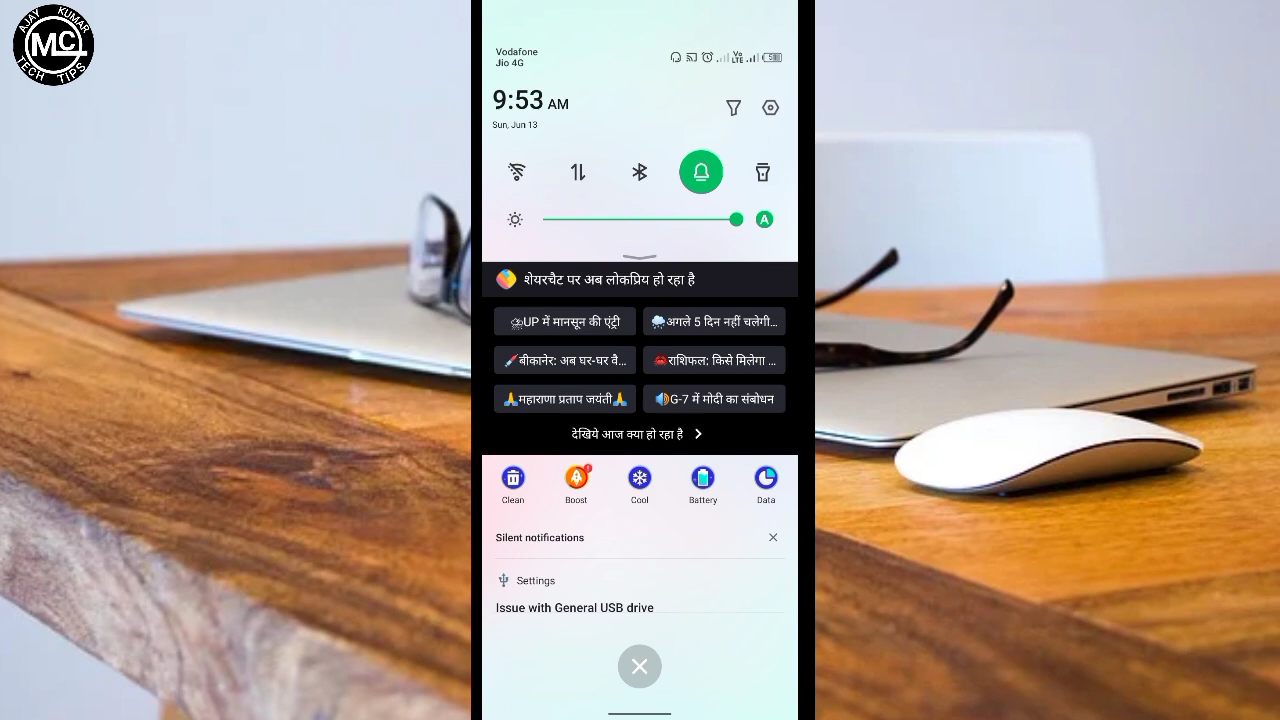 AJAY KUMAR
MC
TECH TIPS
Vodafone
Jio 4G
Vo
LTE
9:53 AM
Sun, Jun 13
A
शेयरचैट पर अब लोकप्रिय हो रहा है
🌧UP में मानसून की एंट्री
🌧️अगले 5 दिन नहीं चलेगी...
💉बीकानेर: अब घर-घर वै...
🦀राशिफल: किसे मिलेगा ...
🙏महाराणा प्रताप जयंती🙏
🔊G-7 में मोदी का संबोधन
देखिये आज क्या हो रहा है
Clean
Boost
Cool
Battery
Data
Silent notifications
Settings
Issue with General USB drive